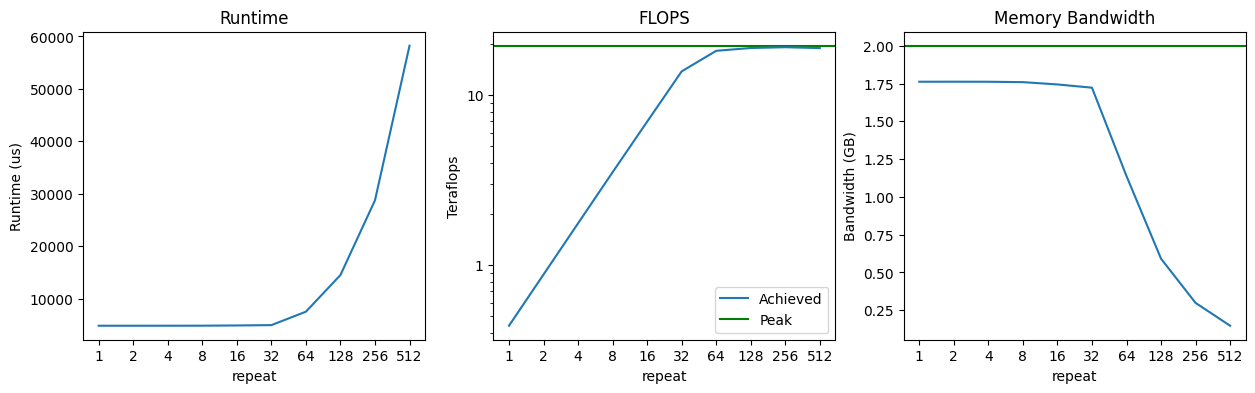 Runtime
60000
50000
40000
30000
20000
10000
Runtime (us)
1 2 4 8 16 32 64 128 256 512
repeat
FLOPS
10
1
Teraflops
Achieved
Peak
1 2 4 8 16 32 64 128 256 512
repeat
Memory Bandwidth
2.00
1.75
1.50
1.25
1.00
0.75
0.50
0.25
Bandwidth (GB)
1 2 4 8 16 32 64 128 256 512
repeat